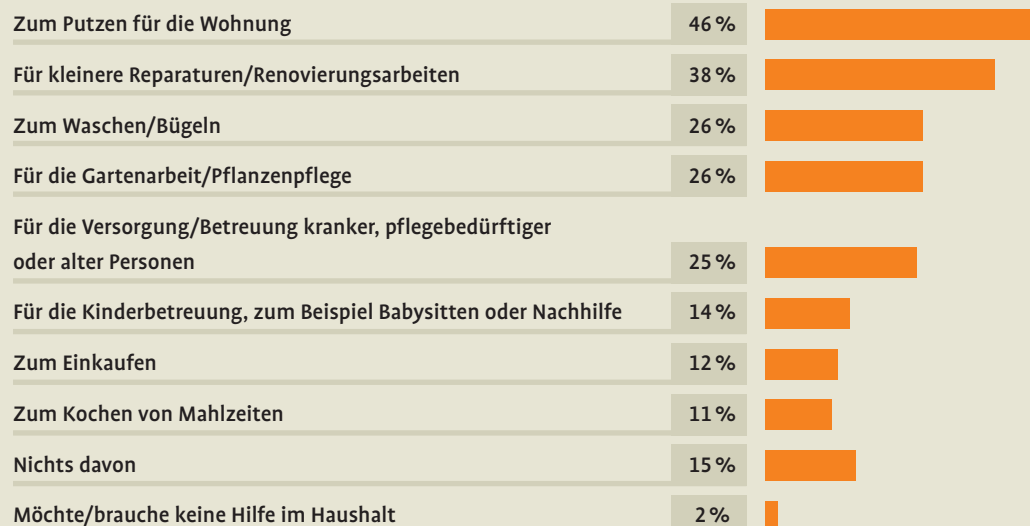 Zum Putzen für die Wohnung 46 %
Für kleinere Reparaturen/Renovierungsarbeiten 38 %
Zum Waschen/Bügeln 26 %
Für die Gartenarbeit/Pflanzenpflege 26 %
Für die Versorgung/Betreuung kranker, pflegebedürftiger
oder alter Personen 25 %
Für die Kinderbetreuung, zum Beispiel Babysitten oder Nachhilfe 14 %
Zum Einkaufen 12 %
Zum Kochen von Mahlzeiten 11 %
Nichts davon 15 %
Möchte/brauche keine Hilfe im Haushalt 2 %